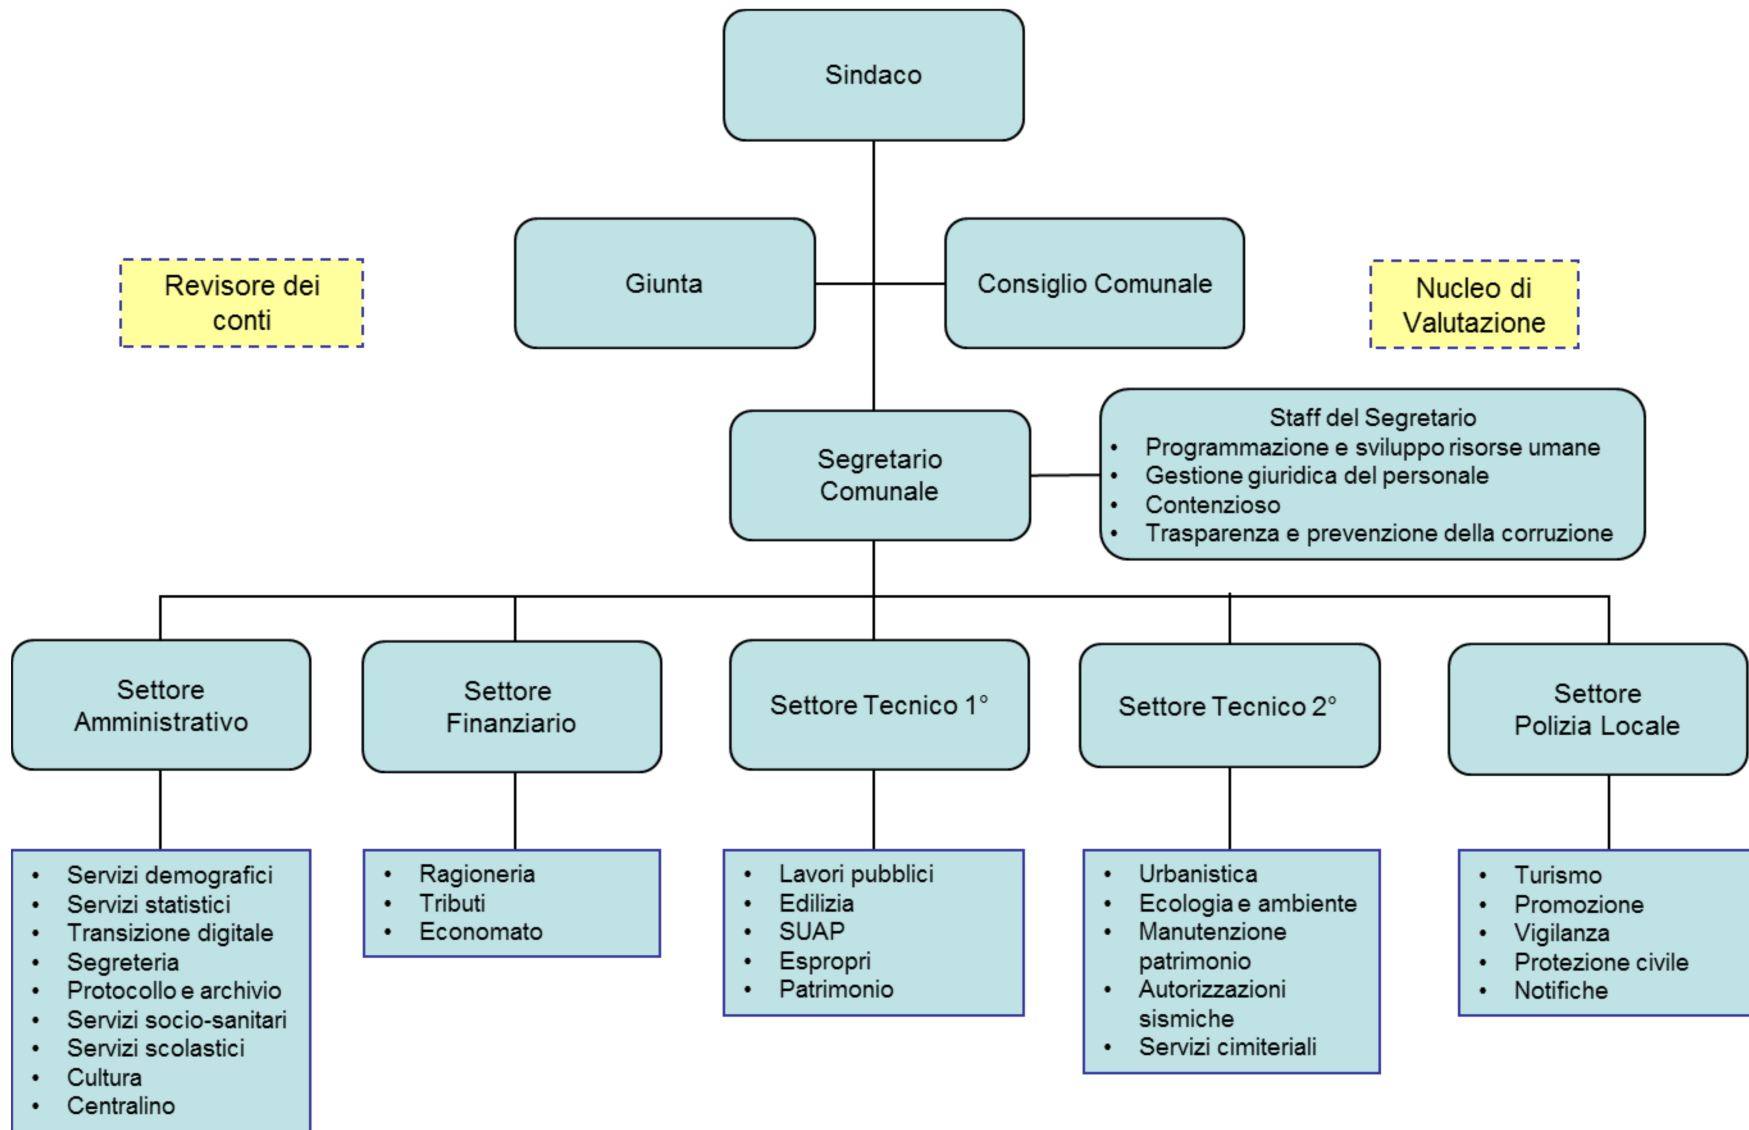 Sindaco
Giunta
Consiglio Comunale
Revisore dei
conti
Nucleo di
Valutazione
Segretario
Comunale
Staff del Segretario
• Programmazione e sviluppo risorse umane
• Gestione giuridica del personale
• Contenzioso
• Trasparenza e prevenzione della corruzione
Settore
Amministrativo
Settore
Finanziario
Settore Tecnico 1°
Settore Tecnico 2°
Settore
Polizia Locale
• Servizi demografici
• Servizi statistici
• Transizione digitale
• Segreteria
• Protocollo e archivio
• Servizi socio-sanitari
• Servizi scolastici
• Cultura
• Centralino
• Ragioneria
• Tributi
• Economato
• Lavori pubblici
• Edilizia
• SUAP
• Espropri
• Patrimonio
• Urbanistica
• Ecologia e ambiente
• Manutenzione
patrimonio
• Autorizzazioni
sismiche
• Servizi cimiteriali
• Turismo
• Promozione
• Vigilanza
• Protezione civile
• Notifiche